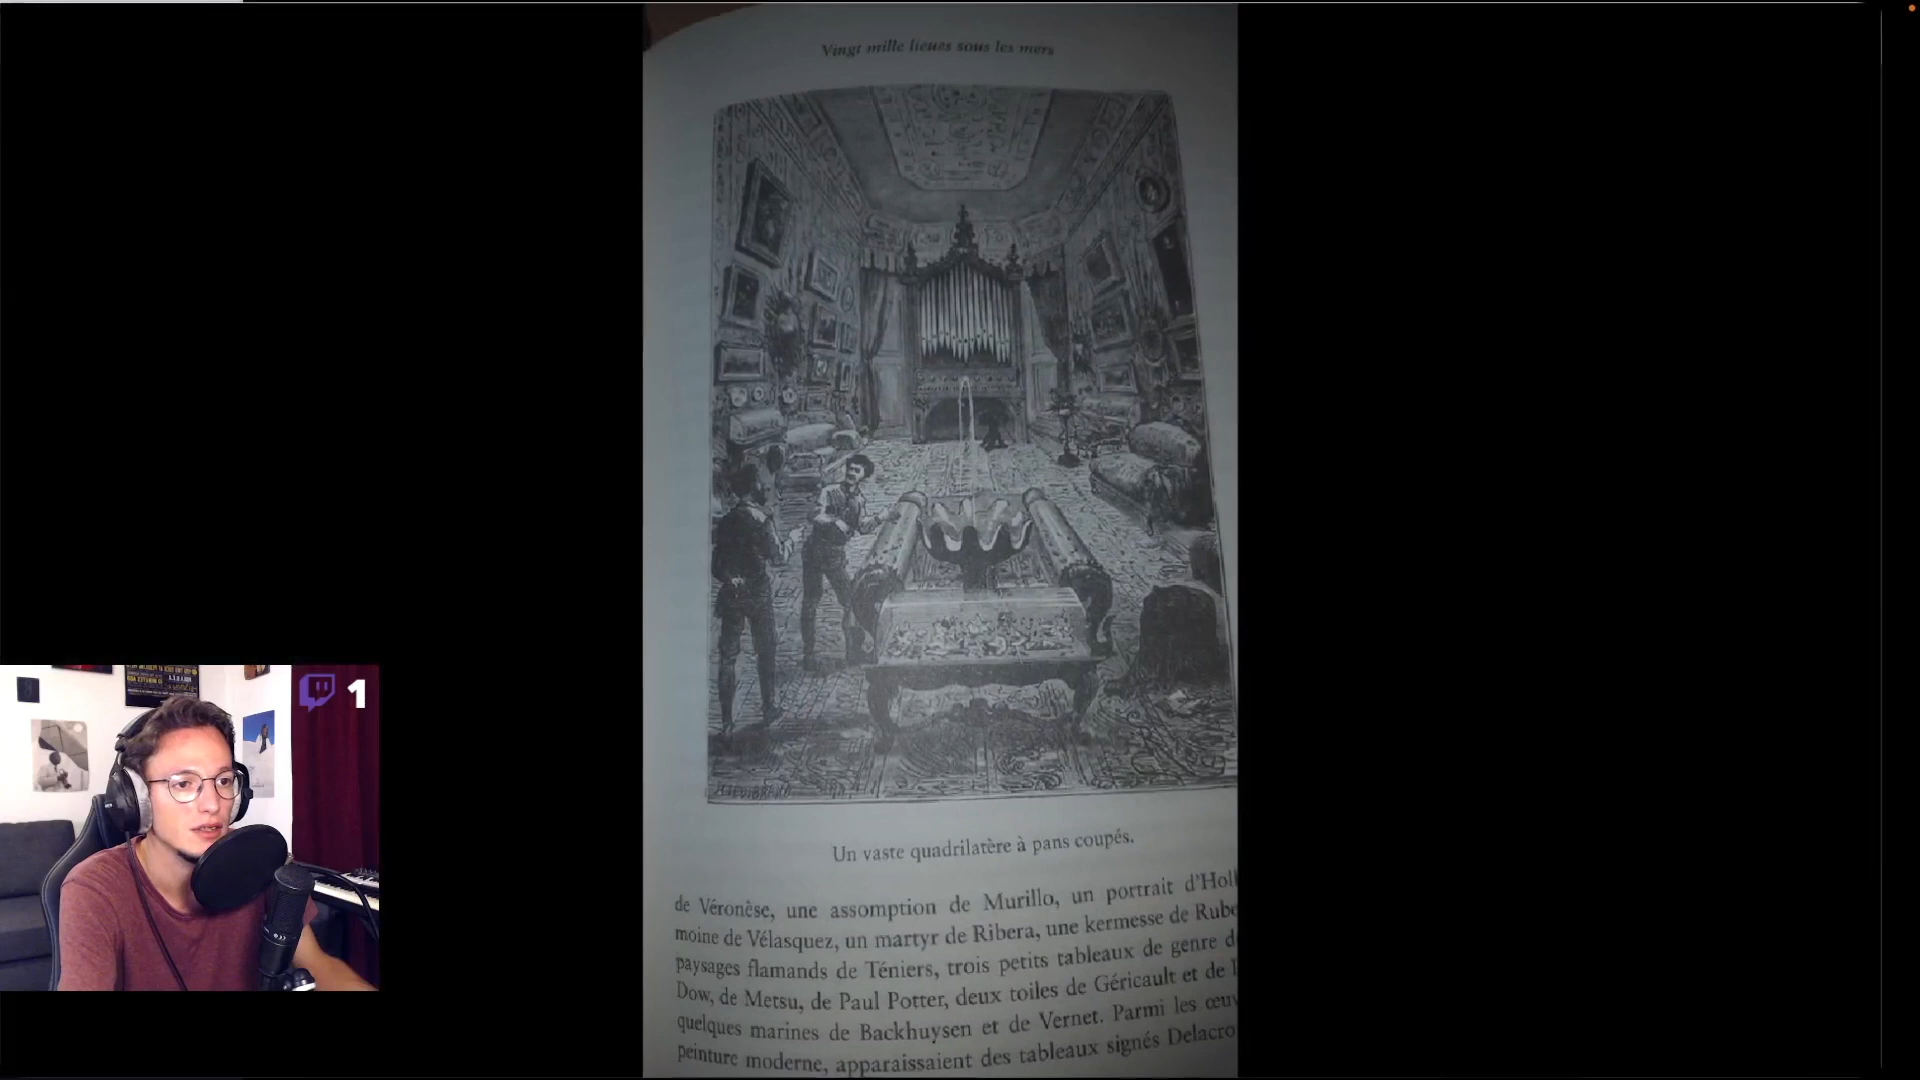 Vingt mille lieues sous les mers
Un vaste quadrilatère à pans coupés.
de Véronèse, une assomption de Murillo, un portrait d'Hol
moine de Vélasquez, un martyr de Ribera, une kermesse de Rube
paysages flamands de Téniers, trois petits tableaux de genre d
Dow, de Metsu, de Paul Potter, deux toiles de Géricault et de
quelques marines de Backhuysen et de Vernet. Parmi les œuv
peinture moderne, apparaissaient des tableaux signés Delacro
1